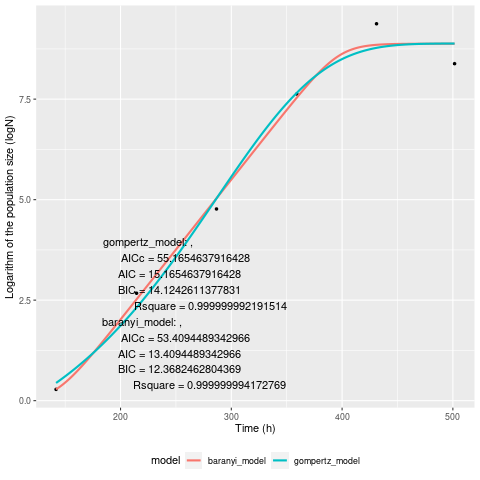 Logarithm of the population size (logN)
7.5
5.0
2.5
0.0
gompertz_model: ,
AICc = 55.1654637916428
AIC = 15.1654637916428
BIC = 14.1242611377831
Rsquare = 0.999999992191514
baranyi_model: ,
AICc = 53.4094489342966
AIC = 13.4094489342966
BIC = 12.3682462804369
Rsquare = 0.999999994172769
200 300 400 500
Time (h)
model baranyi_model gompertz_model